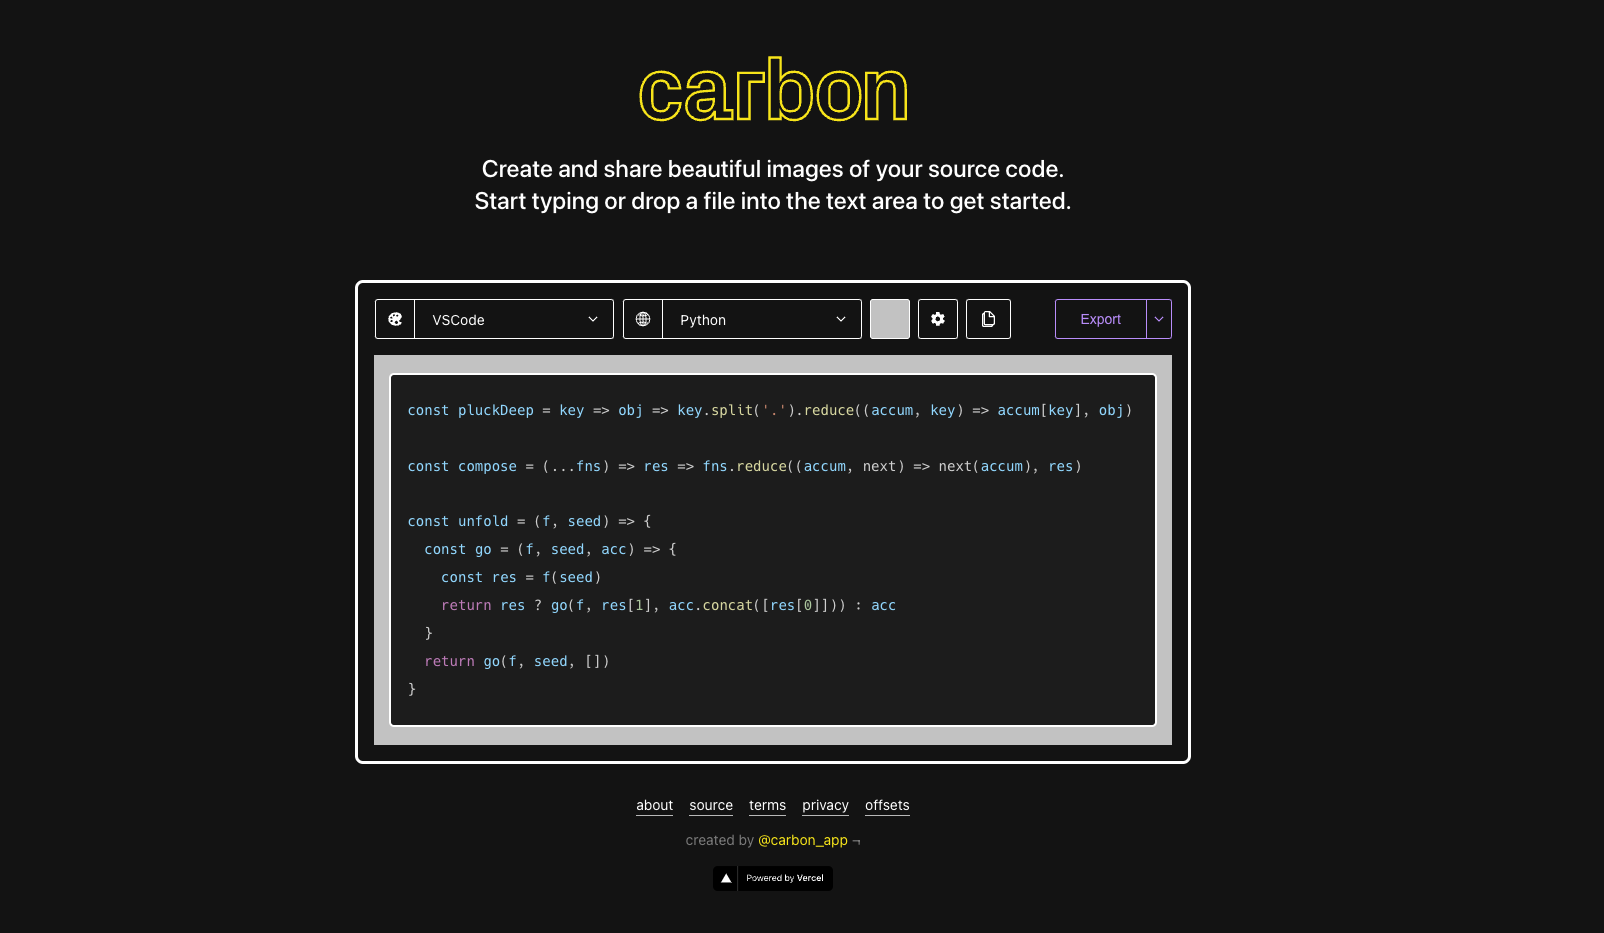 carbon
Create and share beautiful images of your source code.
Start typing or drop a file into the text area to get started.
VSCode
Python
Export
const pluckDeep = key => obj => key.split('.').reduce((accum, key) => accum[key], obj)
const compose = (...fns) => res => fns.reduce((accum, next) => next(accum), res)
const unfold = (f, seed) => {
  const go = (f, seed, acc) => {
    const res = f(seed)
    return res ? go(f, res[1], acc.concat([res[0]])) : acc
  }
  return go(f, seed, [])
}
about source terms privacy offsets
created by @carbon_app ¬
Powered by Vercel